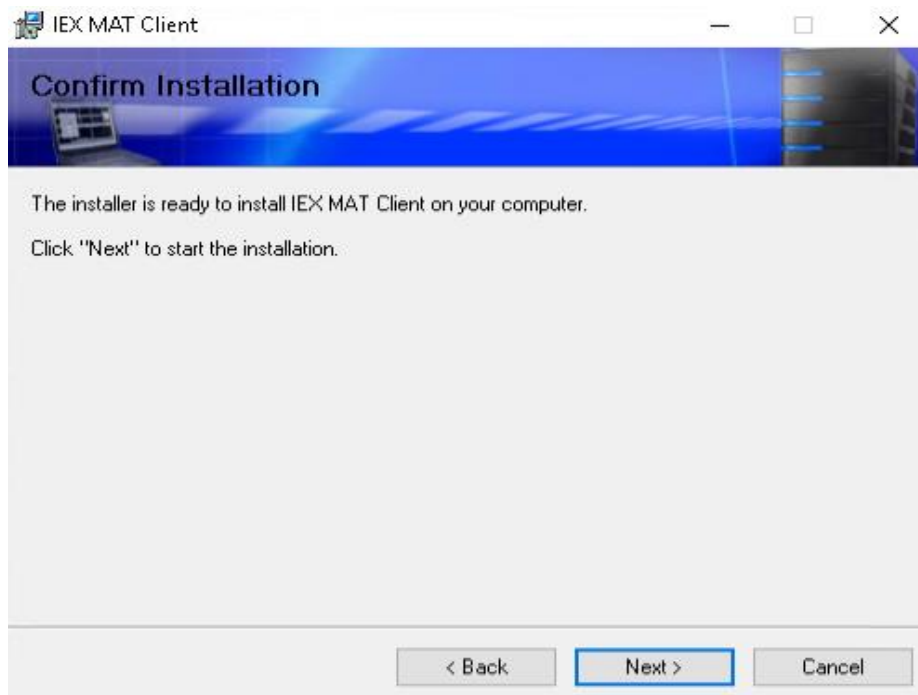 IEX MAT Client
Confirm Installation
The installer is ready to install IEX MAT Client on your computer.
Click "Next" to start the installation.
< Back
Next >
Cancel